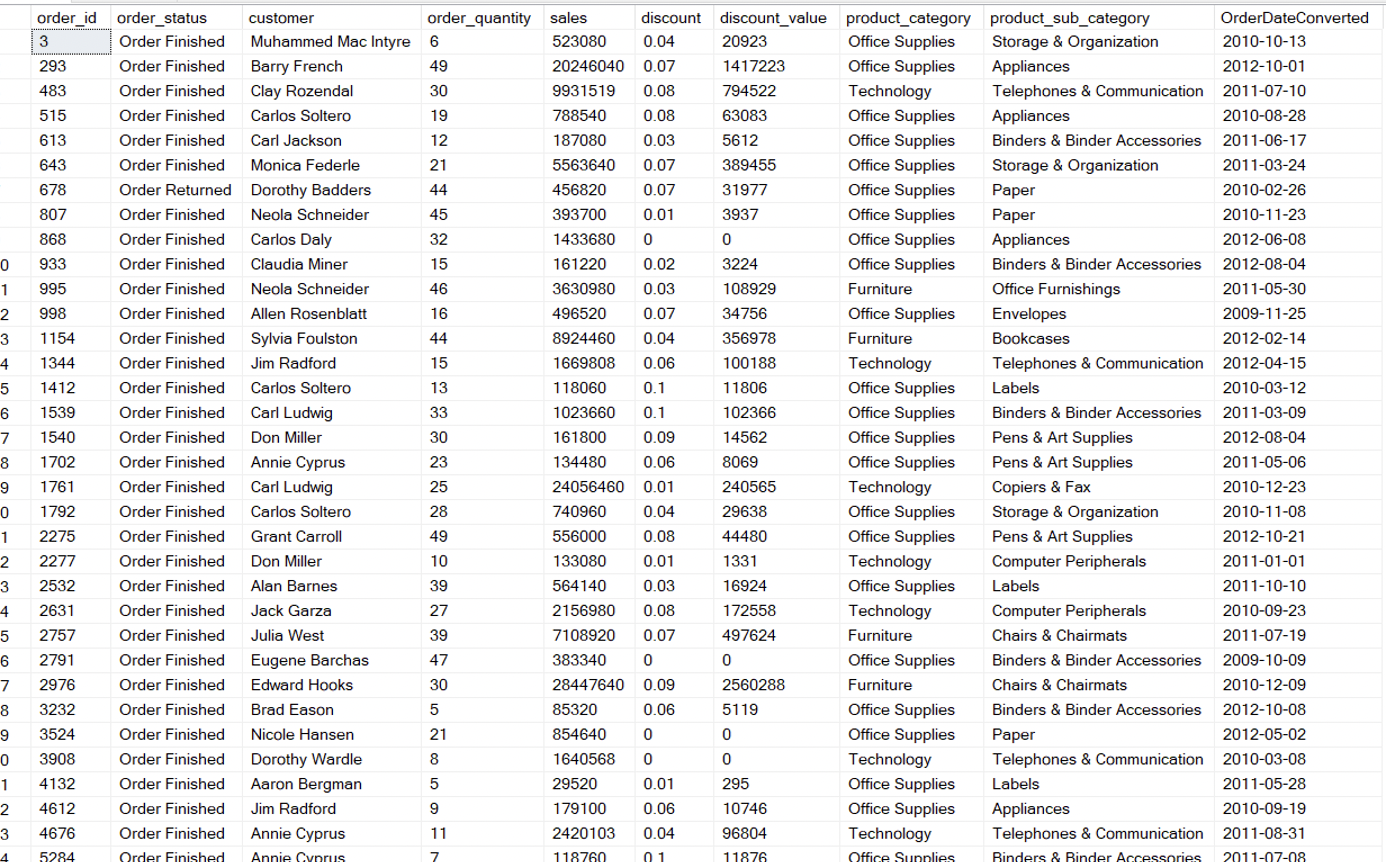 order_id order_status customer order_quantity sales discount discount_value product_category product_sub_category OrderDateConverted
3 Order Finished Muhammed Mac Intyre 6 523080 0.04 20923 Office Supplies Storage & Organization 2010-10-13
293 Order Finished Barry French 49 20246040 0.07 1417223 Office Supplies Appliances 2012-10-01
483 Order Finished Clay Rozendal 30 9931519 0.08 794522 Technology Telephones & Communication 2011-07-10
515 Order Finished Carlos Soltero 19 788540 0.08 63083 Office Supplies Appliances 2010-08-28
613 Order Finished Carl Jackson 12 187080 0.03 5612 Office Supplies Binders & Binder Accessories 2011-06-17
643 Order Finished Monica Federle 21 5563640 0.07 389455 Office Supplies Storage & Organization 2011-03-24
678 Order Returned Dorothy Badders 44 456820 0.07 31977 Office Supplies Paper 2010-02-26
807 Order Finished Neola Schneider 45 393700 0.01 3937 Office Supplies Paper 2010-11-23
868 Order Finished Carlos Daly 32 1433680 0 0 Office Supplies Appliances 2012-06-08
0 933 Order Finished Claudia Miner 15 161220 0.02 3224 Office Supplies Binders & Binder Accessories 2012-08-04
1 995 Order Finished Neola Schneider 46 3630980 0.03 108929 Furniture Office Furnishings 2011-05-30
2 998 Order Finished Allen Rosenblatt 16 496520 0.07 34756 Office Supplies Envelopes 2009-11-25
3 1154 Order Finished Sylvia Foulston 44 8924460 0.04 356978 Furniture Bookcases 2012-02-14
4 1344 Order Finished Jim Radford 15 1669808 0.06 100188 Technology Telephones & Communication 2012-04-15
5 1412 Order Finished Carlos Soltero 13 118060 0.1 11806 Office Supplies Labels 2010-03-12
6 1539 Order Finished Carl Ludwig 33 1023660 0.1 102366 Office Supplies Binders & Binder Accessories 2011-03-09
7 1540 Order Finished Don Miller 30 161800 0.09 14562 Office Supplies Pens & Art Supplies 2012-08-04
8 1702 Order Finished Annie Cyprus 23 134480 0.06 8069 Office Supplies Pens & Art Supplies 2011-05-06
9 1761 Order Finished Carl Ludwig 25 24056460 0.01 240565 Technology Copiers & Fax 2010-12-23
0 1792 Order Finished Carlos Soltero 28 740960 0.04 29638 Office Supplies Storage & Organization 2010-11-08
1 2275 Order Finished Grant Carroll 49 556000 0.08 44480 Office Supplies Pens & Art Supplies 2012-10-21
2 2277 Order Finished Don Miller 10 133080 0.01 1331 Technology Computer Peripherals 2011-01-01
3 2532 Order Finished Alan Barnes 39 564140 0.03 16924 Office Supplies Labels 2011-10-10
4 2631 Order Finished Jack Garza 27 2156980 0.08 172558 Technology Computer Peripherals 2010-09-23
5 2757 Order Finished Julia West 39 7108920 0.07 497624 Furniture Chairs & Chairmats 2011-07-19
6 2791 Order Finished Eugene Barchas 47 383340 0 0 Office Supplies Binders & Binder Accessories 2009-10-09
7 2976 Order Finished Edward Hooks 30 28447640 0.09 2560288 Furniture Chairs & Chairmats 2010-12-09
8 3232 Order Finished Brad Eason 5 85320 0.06 5119 Office Supplies Binders & Binder Accessories 2012-10-08
9 3524 Order Finished Nicole Hansen 21 854640 0 0 Office Supplies Paper 2012-05-02
0 3908 Order Finished Dorothy Wardle 8 1640568 0 0 Technology Telephones & Communication 2010-03-08
1 4132 Order Finished Aaron Bergman 5 29520 0.01 295 Office Supplies Labels 2011-05-28
2 4612 Order Finished Jim Radford 9 179100 0.06 10746 Office Supplies Appliances 2010-09-19
3 4676 Order Finished Annie Cyprus 11 2420103 0.04 96804 Technology Telephones & Communication 2011-08-31
4 5284 Order Finished Annie Cyprus 7 118760 0.1 11876 Office Supplies Binders & Binder Accessories 2011-07-08